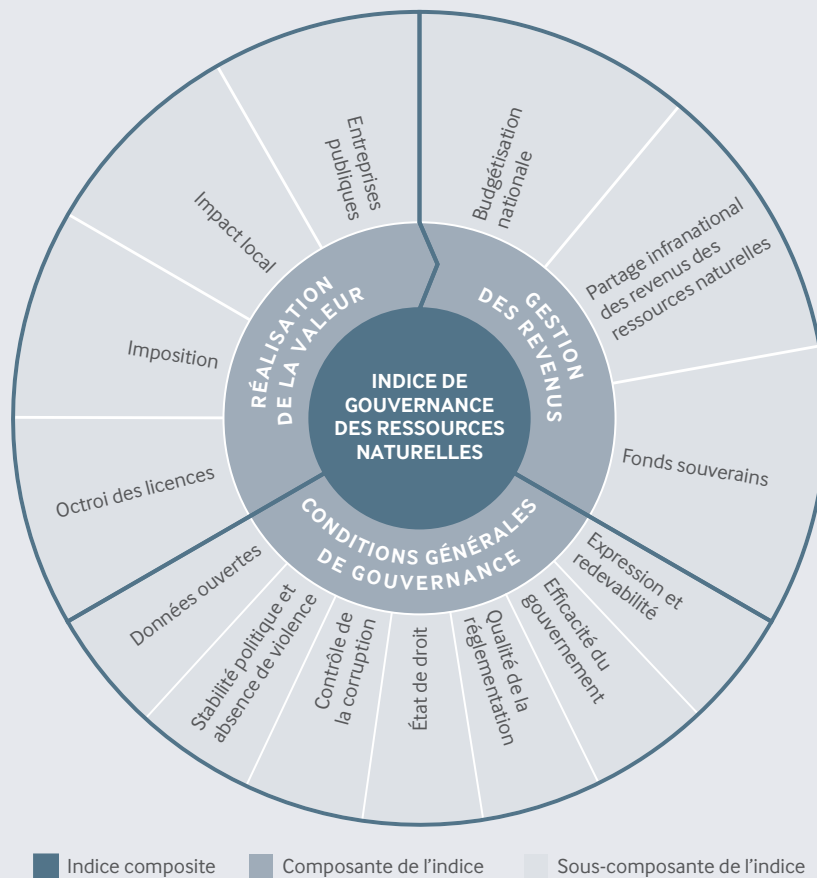 INDICE DE
GOUVERNANCE
DES RESSOURCES
NATURELLES
RÉALISATION
DE LA VALEUR
GESTION
DES REVENUS
CONDITIONS GÉNÉRALES
DE GOUVERNANCE
Octroi des licences
Imposition
Impact local
Entreprises
publiques
Budgétisation
nationale
Partage infranational
des revenus des
ressources naturelles
Fonds souverains
Expression et
redevabilité
Efficacité du
gouvernement
Qualité de la
réglementation
État de droit
Contrôle de
la corruption
Stabilité politique et
absence de violence
Données ouvertes
Indice composite
Composante de l’indice
Sous-composante de l’indice